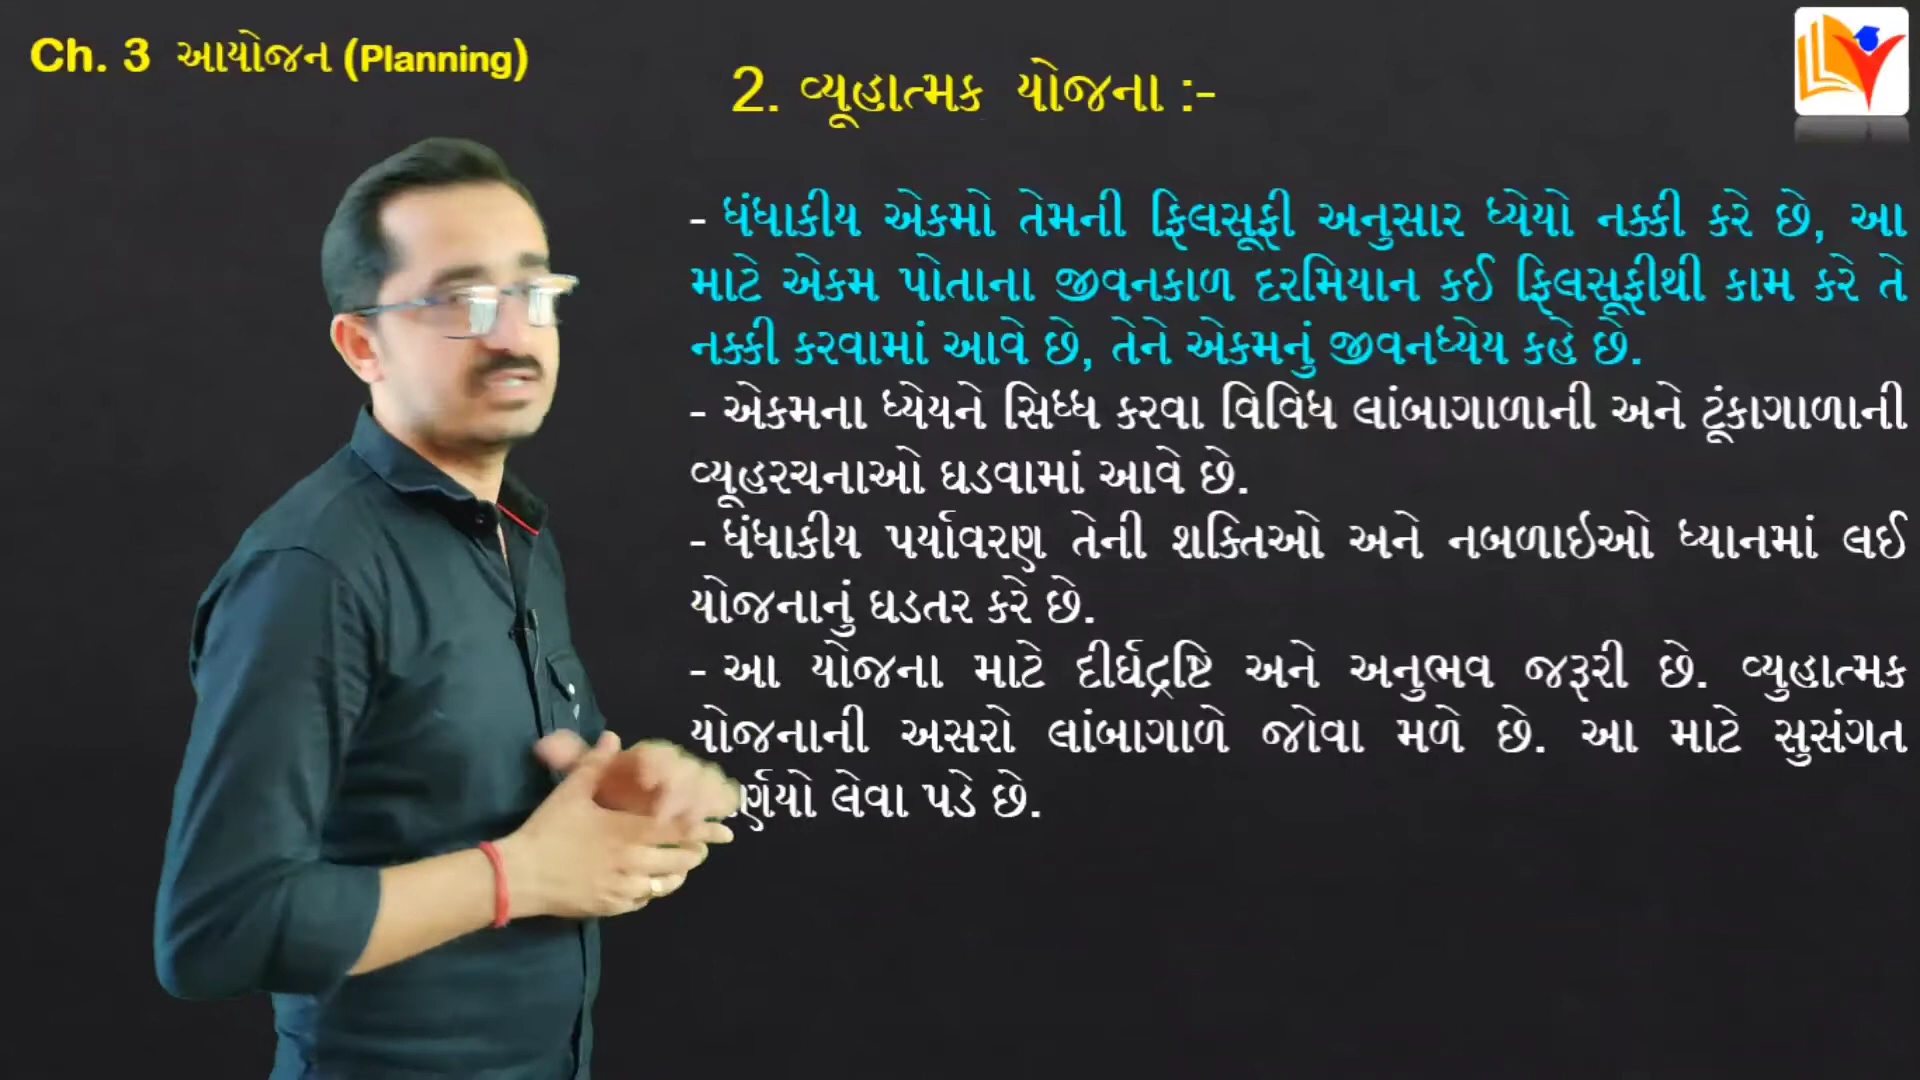 Ch. 3 આયોજન (Planning)
2. વ્યૂહાત્મક યોજના :-
- ધંધાકીય એકમો તેમની ફિલસૂફી અનુસાર ધ્યેયો નક્કી કરે છે, આ
માટે એકમ પોતાના જીવનકાળ દરમિયાન કઈ ફિલસૂફીથી કામ કરે તે
નક્કી કરવામાં આવે છે, તેને એકમનું જીવનધ્યેય કહે છે.
- એકમના ધ્યેયને સિધ્ધ કરવા વિવિધ લાંબાગાળાની અને ટૂંકાગાળાની
વ્યૂહરચનાઓ ઘડવામાં આવે છે.
- ધંધાકીય પર્યાવરણ તેની શક્તિઓ અને નબળાઇઓ ધ્યાનમાં લઈ
યોજનાનું ઘડતર કરે છે.
- આ યોજના માટે દીર્ઘદ્રષ્ટિ અને અનુભવ જરૂરી છે. વ્યુહાત્મક
યોજનાની અસરો લાંબાગાળે જોવા મળે છે. આ માટે સુસંગત
લેવા પડે છે.